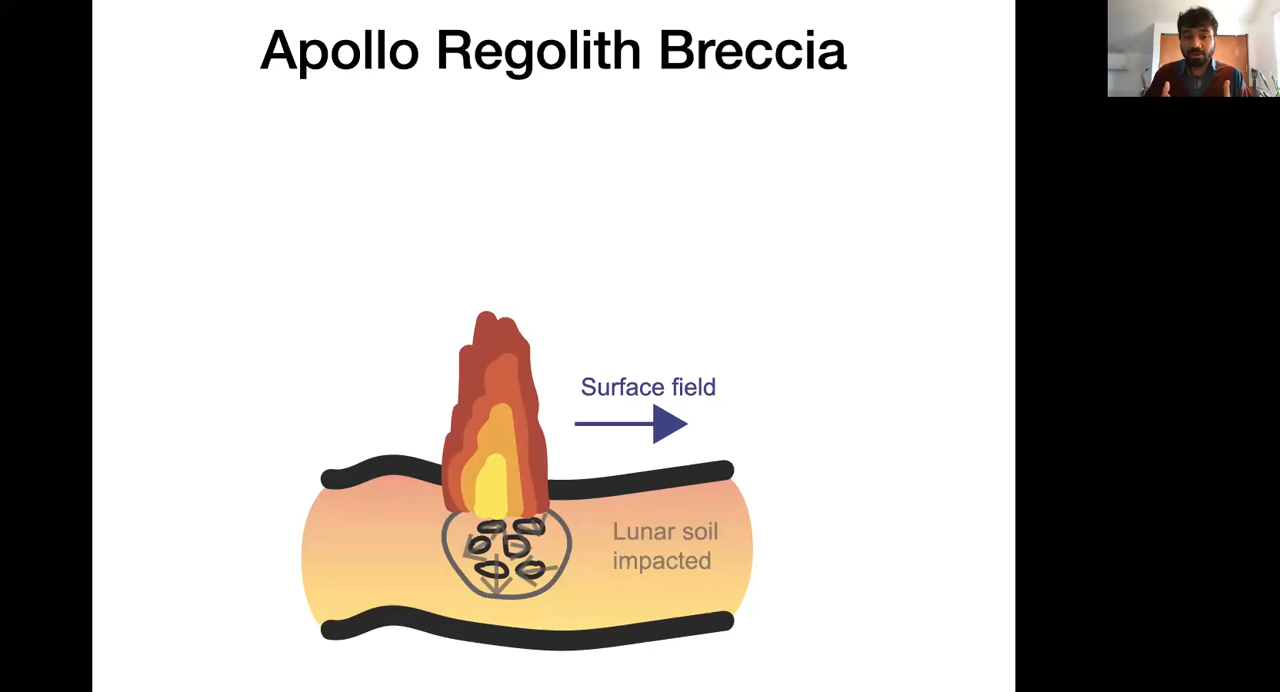 Apollo Regolith Breccia
Surface field
Lunar soil
impacted